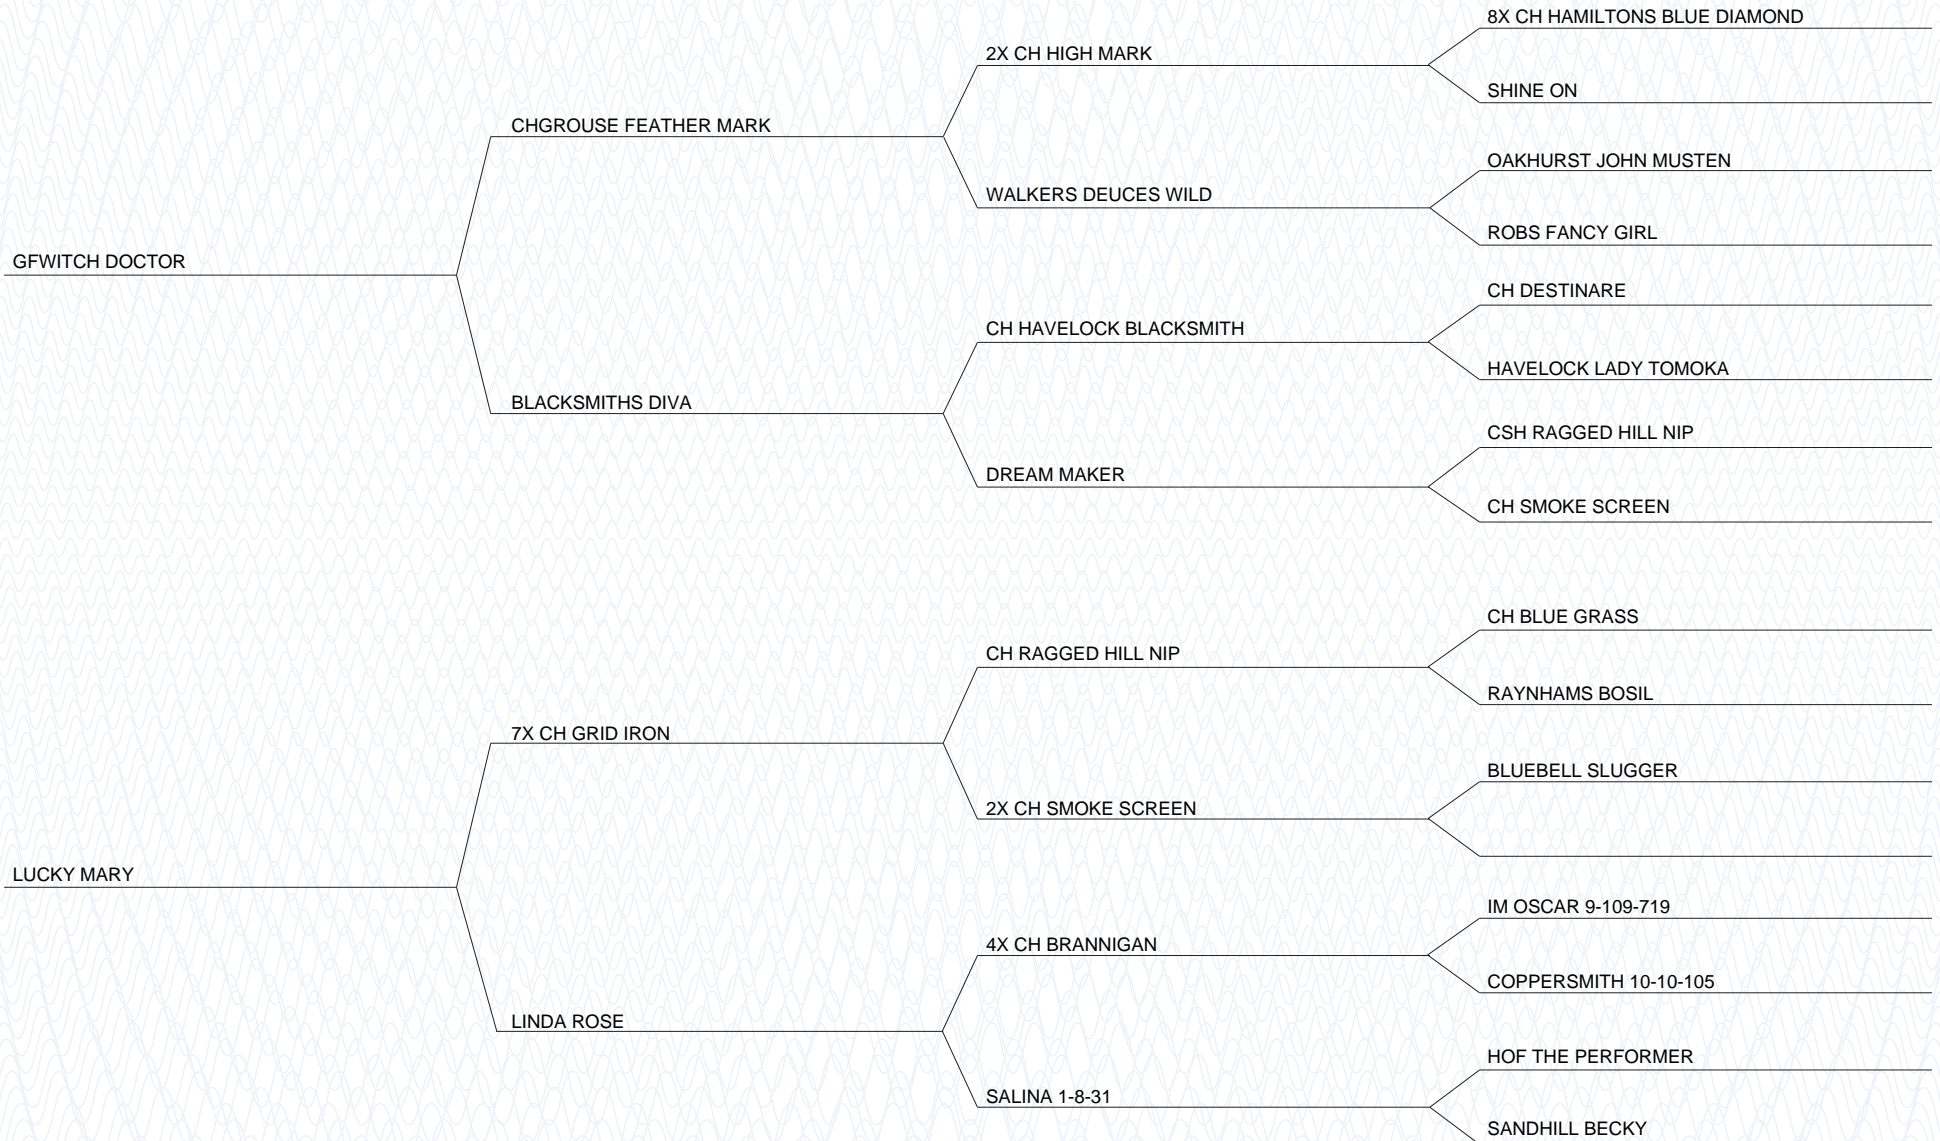 8X CH HAMILTONS BLUE DIAMOND
2X CH HIGH MARK
SHINE ON
CHGROUSE FEATHER MARK
OAKHURST JOHN MUSTEN
WALKERS DEUCES WILD
ROBS FANCY GIRL
GFWITCH DOCTOR
CH DESTINARE
CH HAVELOCK BLACKSMITH
HAVELOCK LADY TOMOKA
BLACKSMITHS DIVA
CSH RAGGED HILL NIP
DREAM MAKER
CH SMOKE SCREEN
CH BLUE GRASS
CH RAGGED HILL NIP
RAYNHAMS BOSIL
7X CH GRID IRON
BLUEBELL SLUGGER
2X CH SMOKE SCREEN
LUCKY MARY
IM OSCAR 9-109-719
4X CH BRANNIGAN
COPPERSMITH 10-10-105
LINDA ROSE
HOF THE PERFORMER
SALINA 1-8-31
SANDHILL BECKY